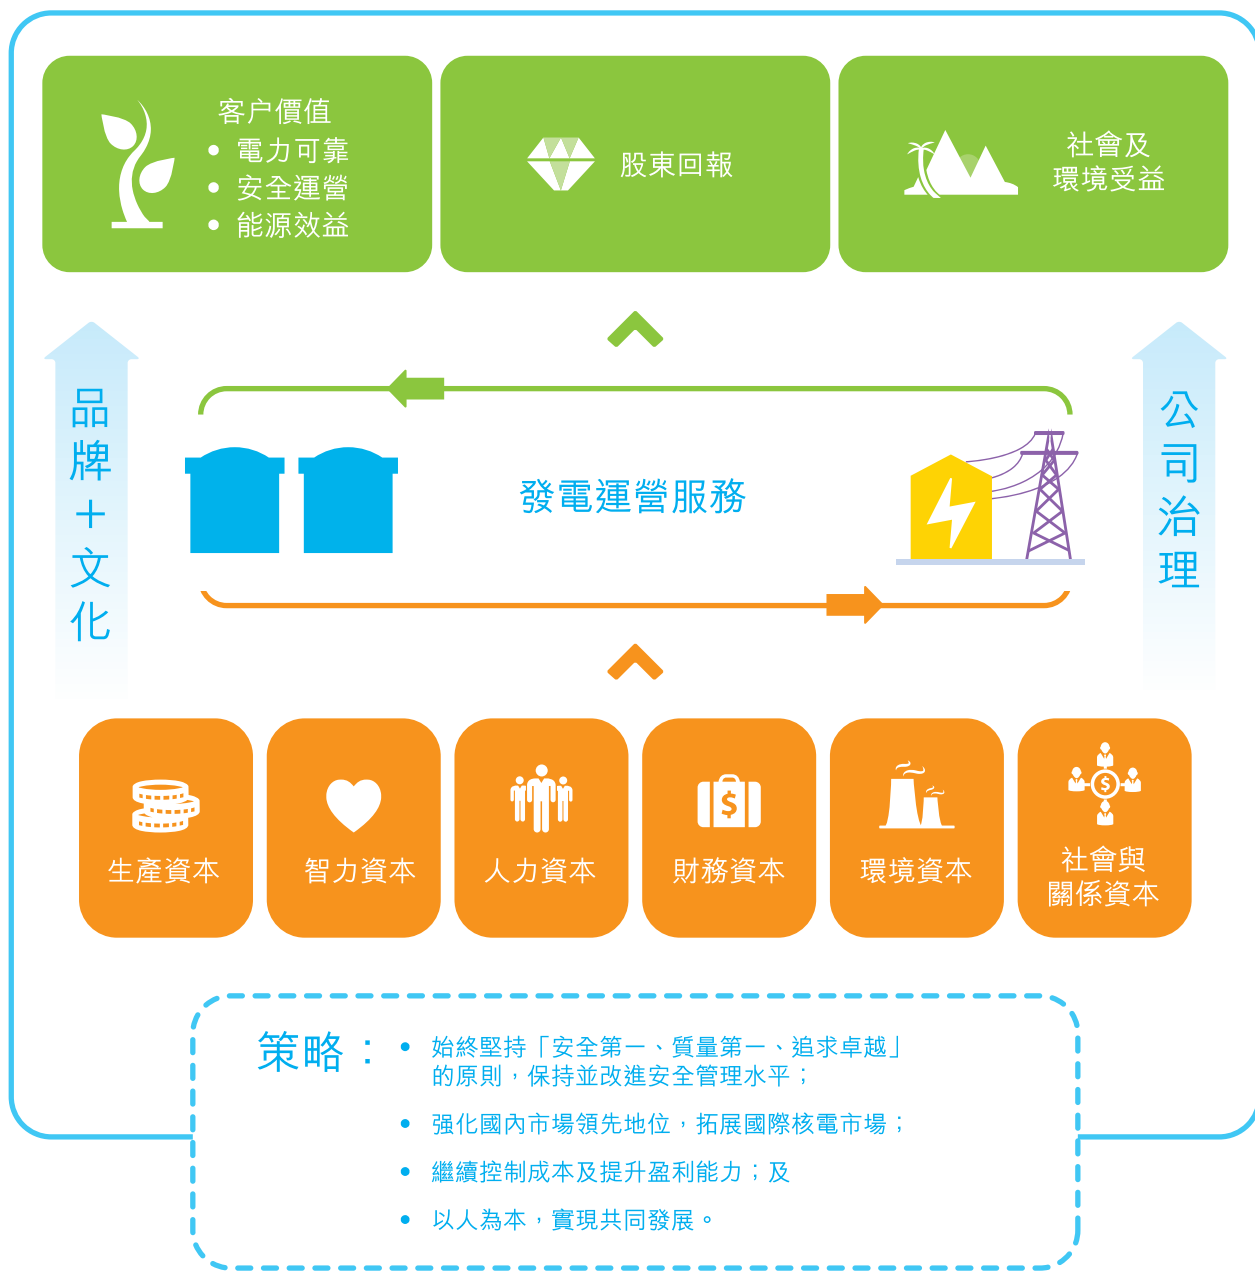 客户價值
• 電力可靠
• 安全運營
• 能源效益
股東回報
社會及
環境受益
品牌+文化
發電運營服務
公司治理
生產資本
智力資本
人力資本
財務資本
環境資本
社會與
關係資本
策略：
• 始終堅持「安全第一、質量第一、追求卓越」
的原則，保持並改進安全管理水平；
• 强化國內市場領先地位，拓展國際核電市場；
• 繼續控制成本及提升盈利能力；及
• 以人為本，實現共同發展。